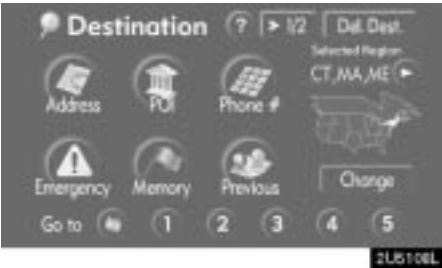 Destination ? 1/2 Del. Dest.
Selected Region
CT,MA,ME
Address POI Phone #
Emergency Memory Previous
Change
Go to 1 2 3 4 5
2U5108L